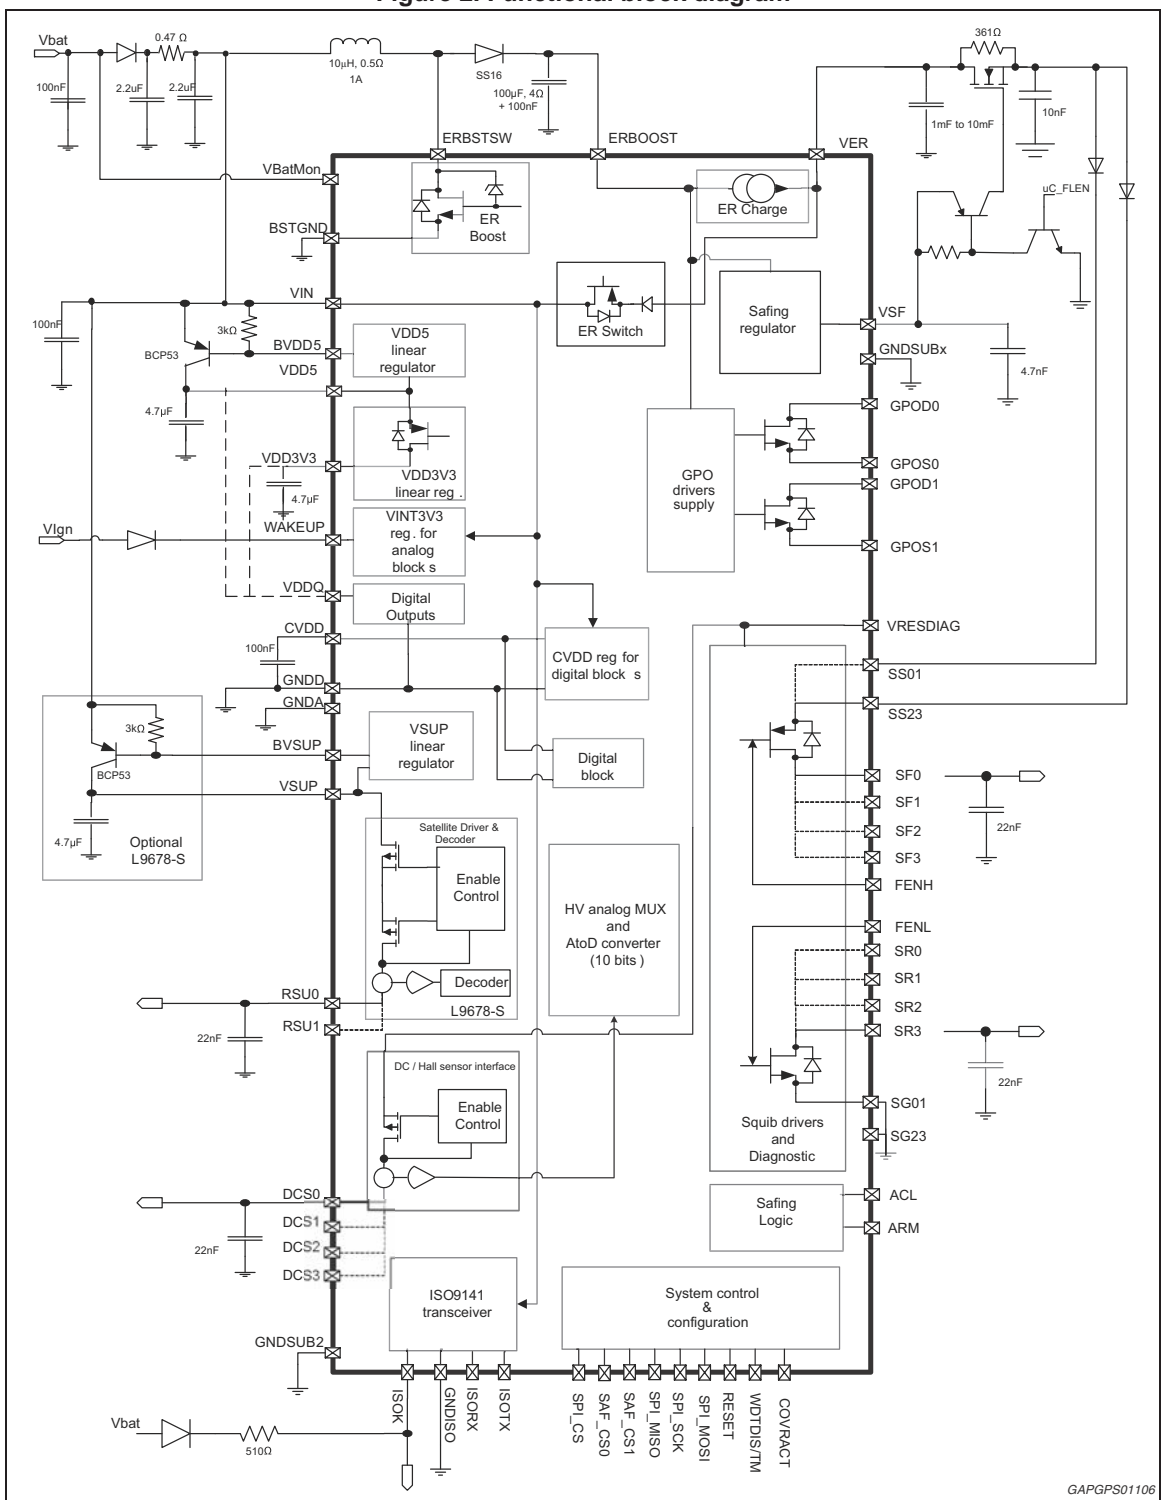 Figure 2. Functional block diagram
Vbat
0.47 Ω
100nF
2.2uF
2.2uF
10µH, 0.5Ω
1A
SS16
100µF, 4Ω
+ 100nF
361Ω
1mF to 10mF
10nF
ERBSTSW
ERBOOST
VER
VBatMon
ER
Boost
ER Charge
uC_FLEN
BSTGND
VIN
ER Switch
Safing
regulator
VSF
100nF
3kΩ
BCP53
BVDD5
VDD5
linear
regulator
GNDSUBx
4.7nF
VDD5
4.7µF
GPOD0
VDD3V3
4.7µF
VDD3V3
linear reg .
GPO
drivers
supply
GPOS0
GPOD1
VIgn
WAKEUP
VINT3V3
reg . for
analog
block s
GPOS1
VDDQ
Digital
Outputs
CVDD
100nF
CVDD reg for
digital block s
VRESDIAG
GNDD
GNDA
SS01
SS23
3kΩ
BCP53
BVSUP
VSUP
linear
regulator
Digital
block
VSUP
4.7µF
Optional
L9678-S
SF0
SF1
22nF
SF2
SF3
Satellite Driver &
Decoder
Enable
Control
HV analog MUX
and
AtoD converter
(10 bits )
FENH
FENL
SR0
SR1
Decoder
L9678-S
RSU0
22nF
RSU1
SR2
SR3
22nF
DC / Hall sensor interface
Enable
Control
Squib drivers
and
Diagnostic
SG01
SG23
DCS0
22nF
DCS1
DCS2
DCS3
Safing
Logic
ACL
ARM
ISO9141
transceiver
System control
&
configuration
GNDSUB2
ISOK
GNDISO
ISORX
ISOTX
SPI_CS
SAF_CS0
SAF_CS1
SPI_MISO
SPI_SCK
SPI_MOSI
RESET
WDTDIS/TM
COVRACT
Vbat
510Ω
GAPGPS01106